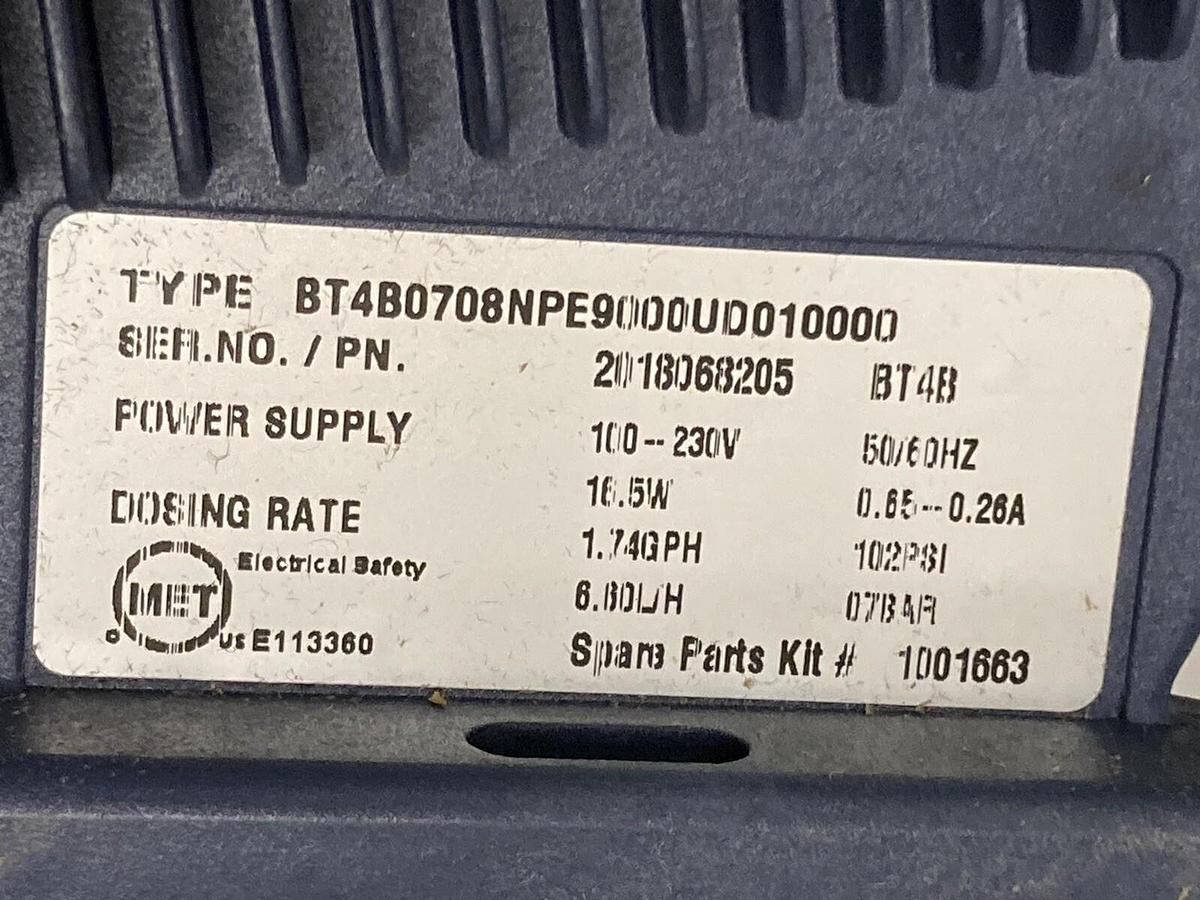 TYPE BT4B0708NPE9000UD010000
SER.NO. / PN. 2018068205 BT4B
POWER SUPPLY 100--230V 50/60HZ
16.5W 0.65--0.26A
DOSING RATE 1.74GPH 102PSI
6.60L/H 07BAR
Electrical Safety
MET
C US E113360
Spare Parts Kit # 1001663